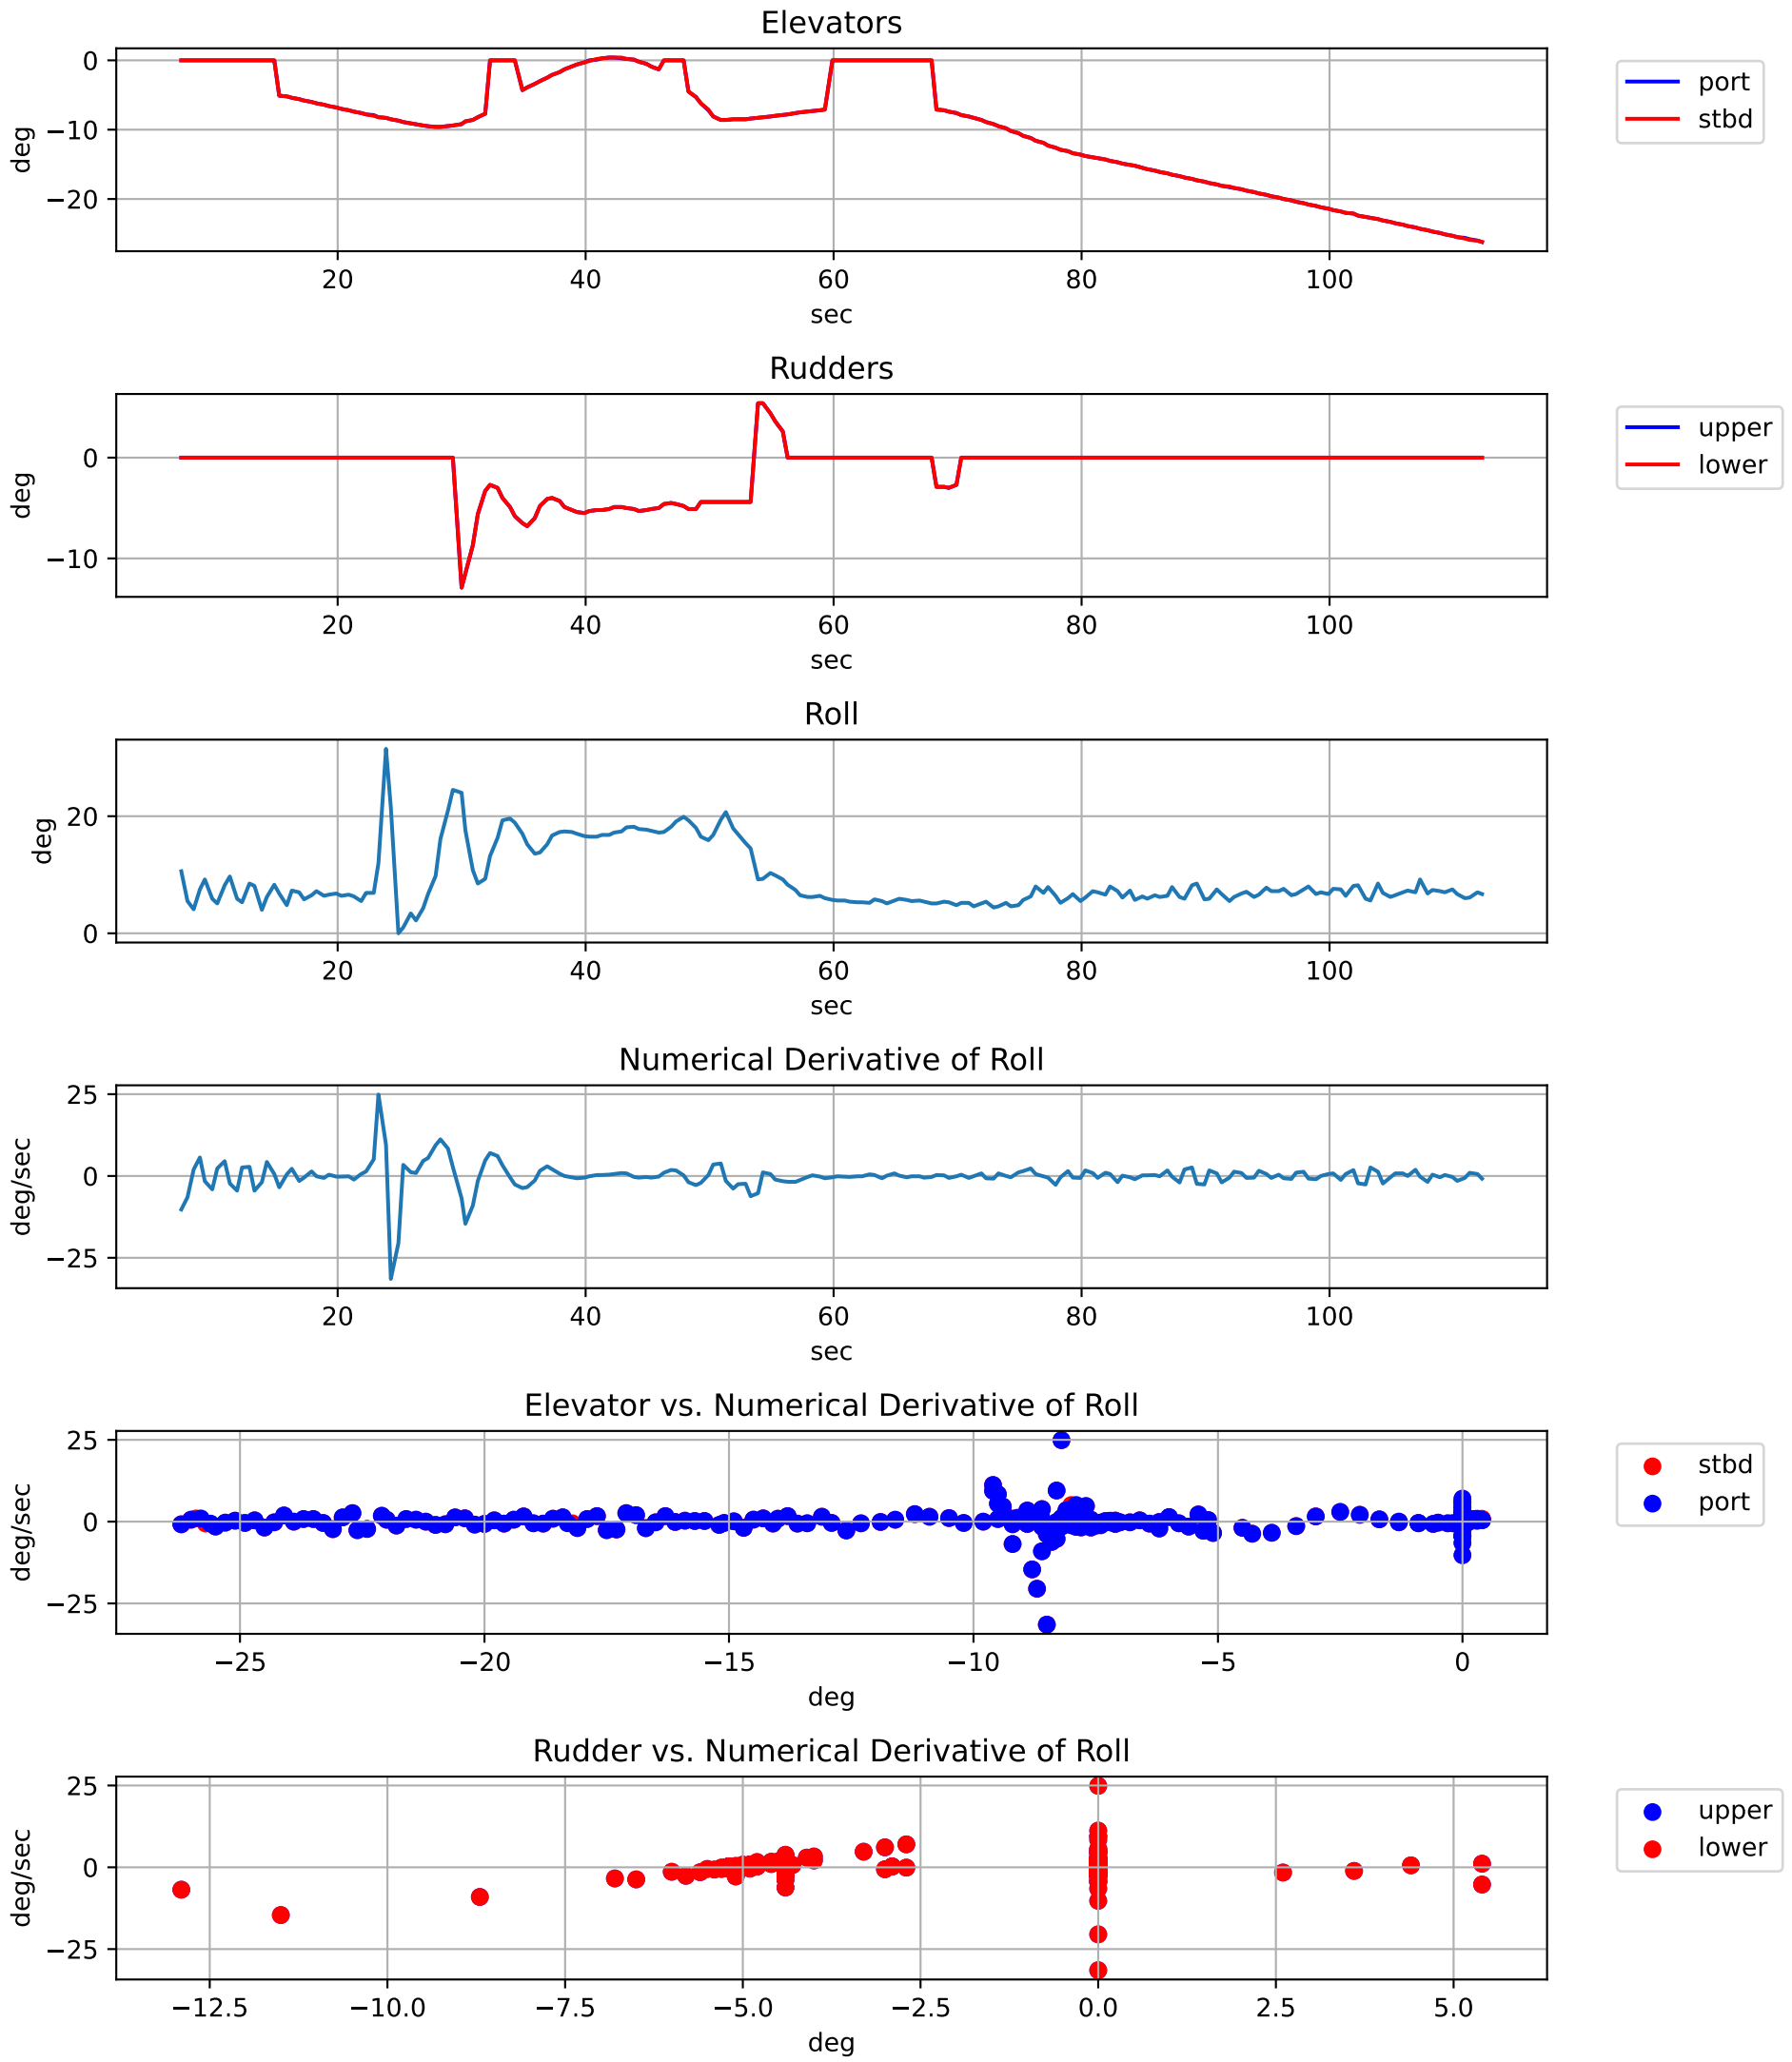 Elevators
0
−10
−20
deg
20 40 60 80 100
sec
port
stbd
Rudders
0
−10
deg
20 40 60 80 100
sec
upper
lower
Roll
20
0
deg
20 40 60 80 100
sec
Numerical Derivative of Roll
25
0
−25
deg/sec
20 40 60 80 100
sec
Elevator vs. Numerical Derivative of Roll
25
0
−25
deg/sec
−25 −20 −15 −10 −5 0
deg
stbd
port
Rudder vs. Numerical Derivative of Roll
25
0
−25
deg/sec
−12.5 −10.0 −7.5 −5.0 −2.5 0.0 2.5 5.0
deg
upper
lower